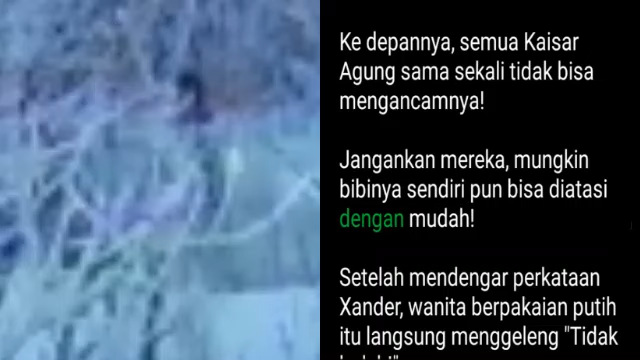 Ke depannya, semua Kaisar
Agung sama sekali tidak bisa
mengancamnya!
Jangankan mereka, mungkin
bibinya sendiri pun bisa diatasi
dengan mudah!
Setelah mendengar perkataan
Xander, wanita berpakaian putih
itu langsung menggeleng "Tidak